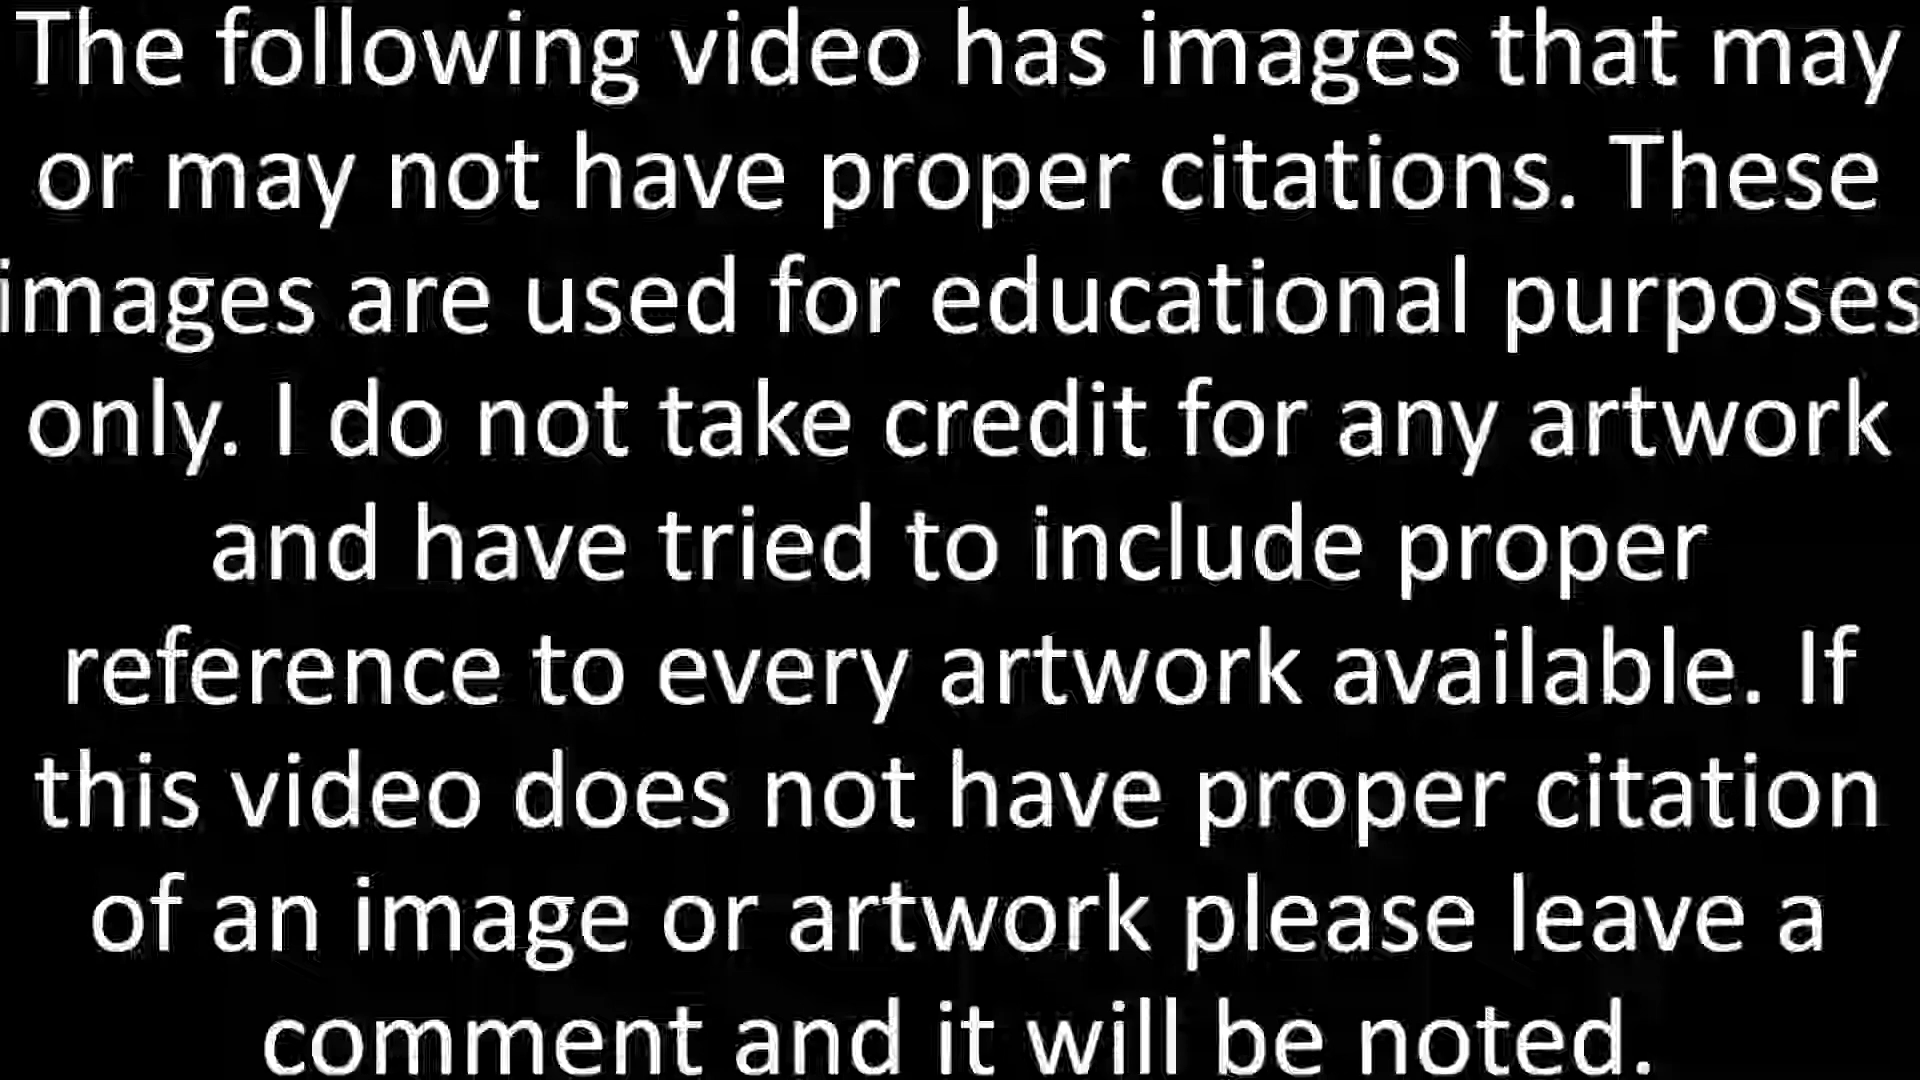 The following video has images that may
or may not have proper citations. These
images are used for educational purposes
only. I do not take credit for any artwork
and have tried to include proper
reference to every artwork available. If
this video does not have proper citation
of an image or artwork please leave a
comment and it will be noted.